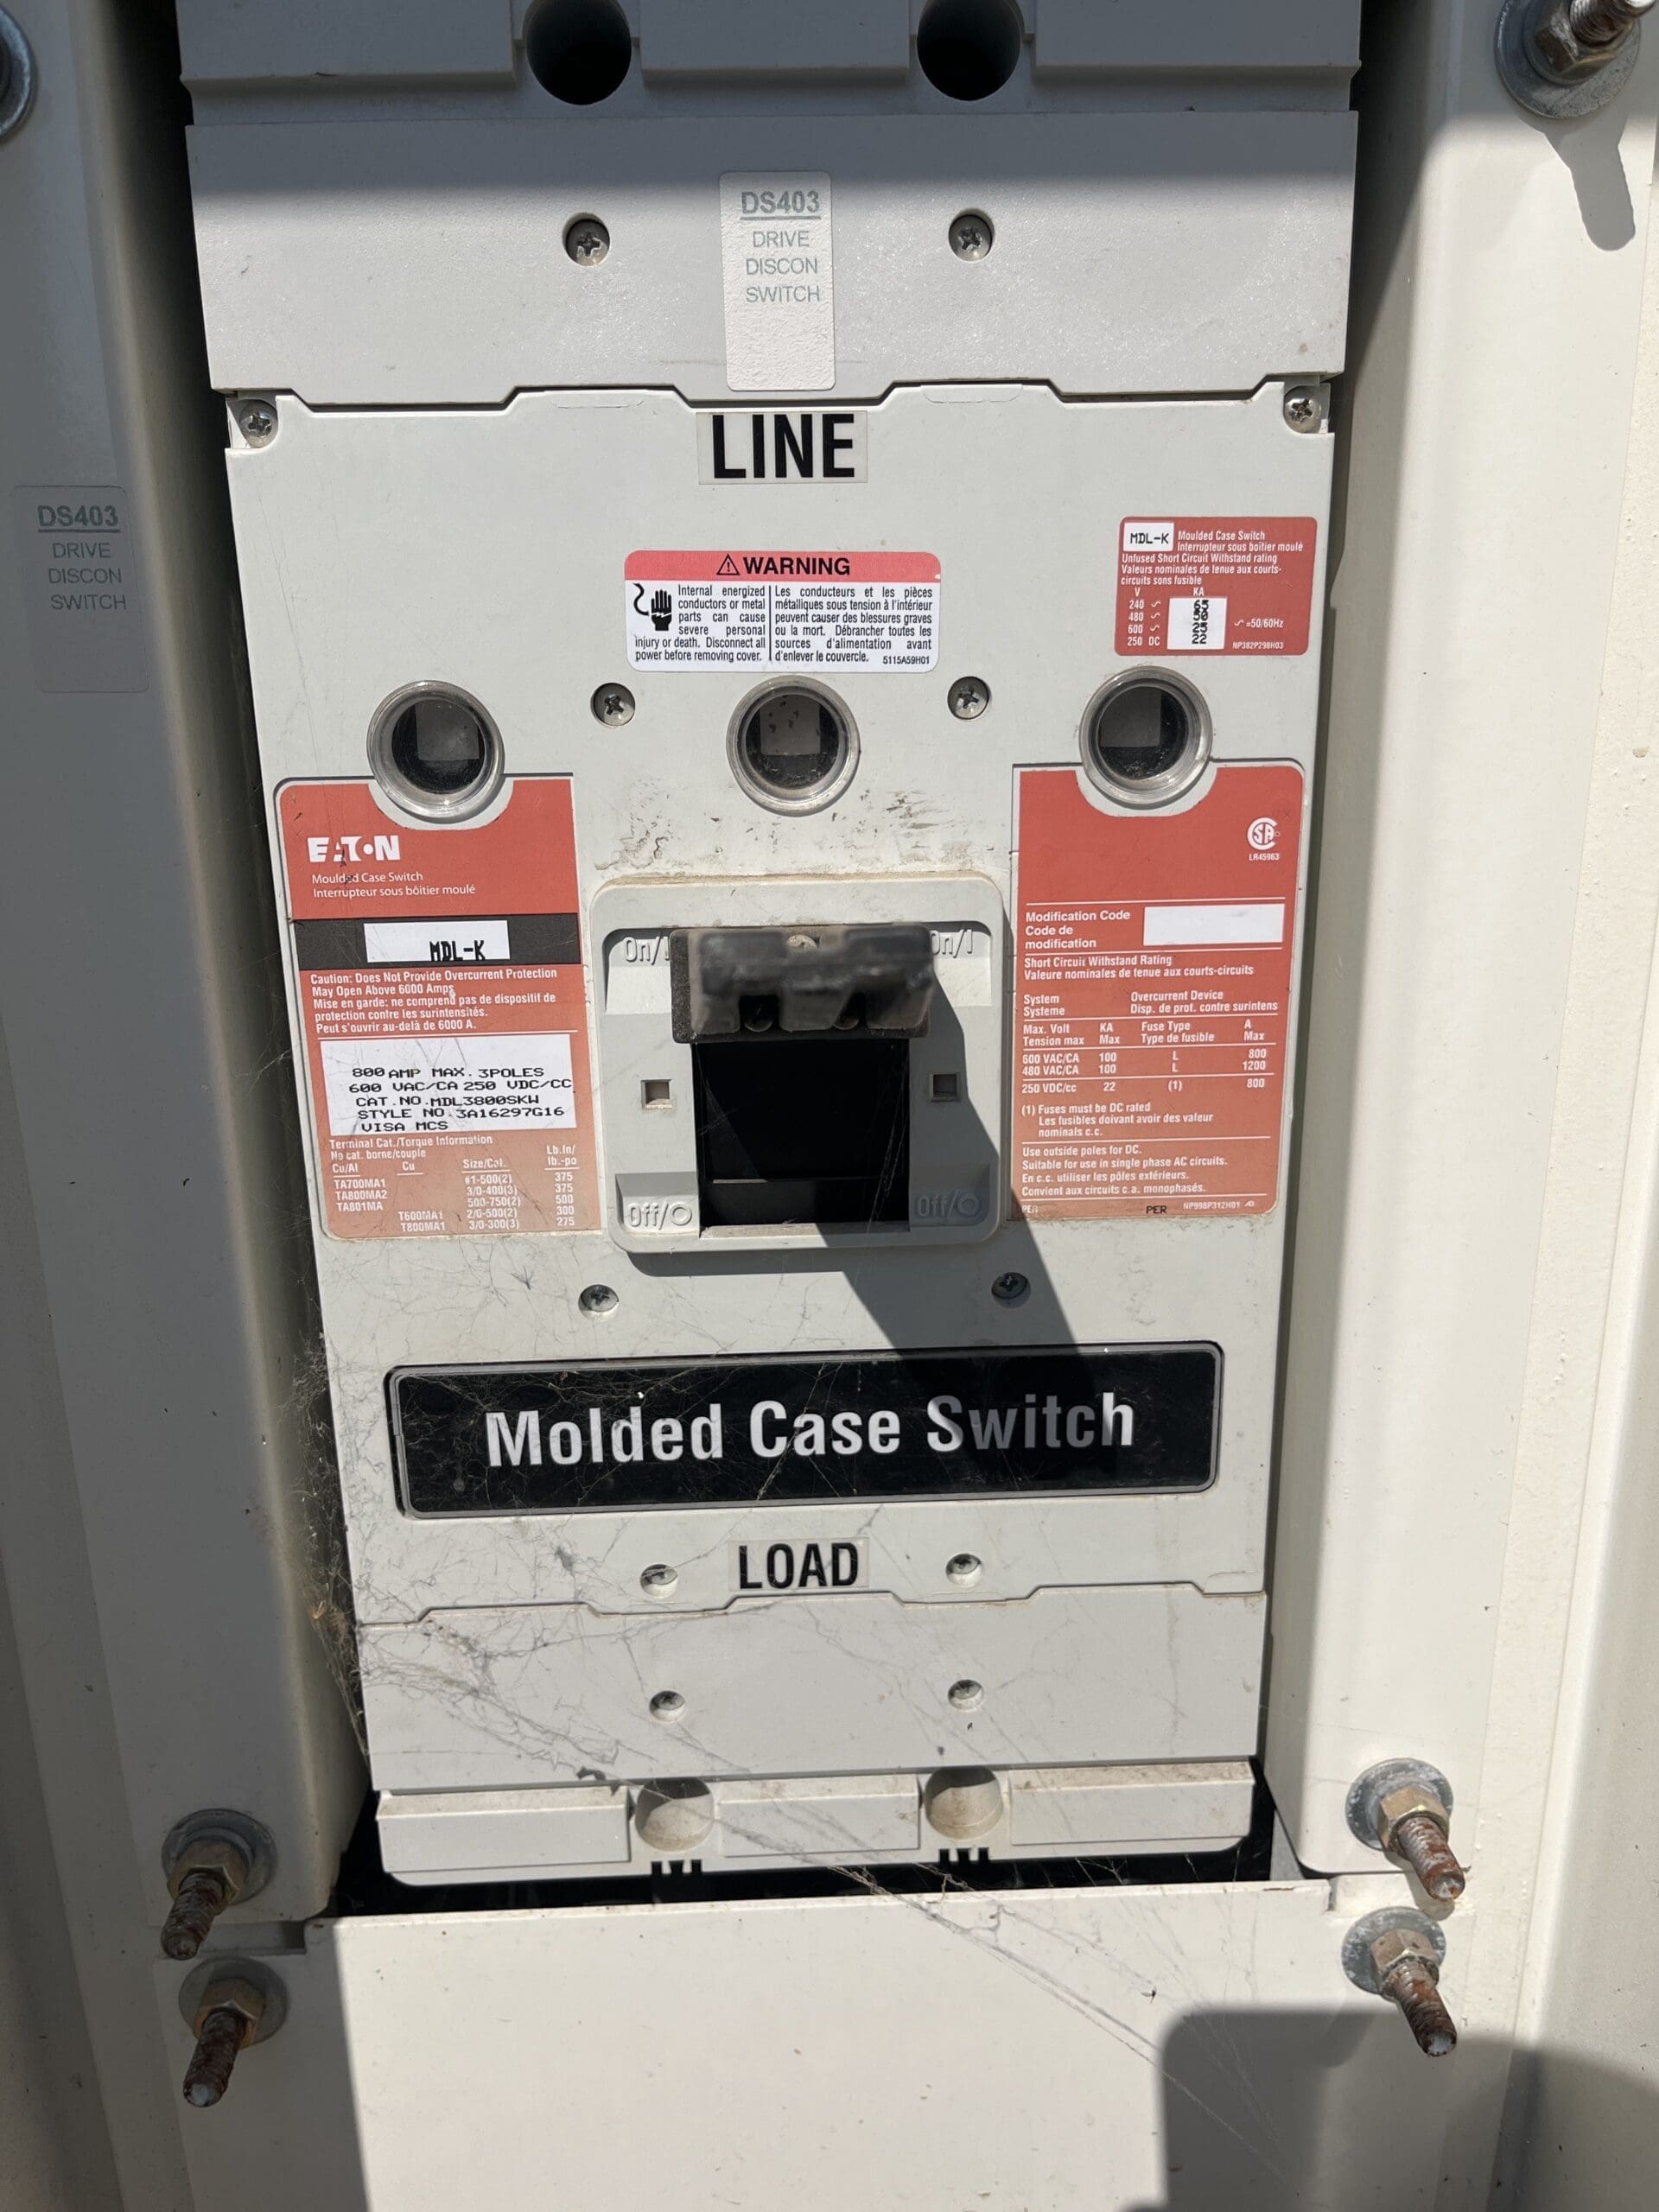 DS403
DRIVE
DISCON
SWITCH
LINE
DS403
DRIVE
DISCON
SWITCH
WARNING
Internal energized
conductors or metal
parts can cause
severe personal
injury or death. Disconnect all
power before removing cover.
Les conducteurs et les pièces
métalliques sous tension à l'intérieur
peuvent causer des blessures graves
ou la mort. Débrancher toutes les
sources d'alimentation avant
d'enlever le couvercle. 5115A59H01
MDL-K Moulded Case Switch
Interrupteur sous boîtier moulé
Unfused Short Circuit Withstand rating
Valeurs nominales de tenue aux courts-
circuits sans fusible
V KA
240 ~ 65
480 ~ 50
600 ~ 25
250 DC 22
~ =50/60Hz
NP382P298H03
EATON
Moulded Case Switch
Interrupteur sous bôitier moulé
MDL-K
Caution: Does Not Provide Overcurrent Protection
May Open Above 6000 Amps
Mise en garde: ne comprend pas de dispositif de
protection contre les surintensités.
Peut s'ouvrir au-delà de 6000 A.
800 AMP MAX. 3POLES
600 VAC/CA 250 VDC/CC
CAT.NO.MDL3800SKW
STYLE NO.3A16297G16
VISA MCS
Terminal Cat./Torque Information
No cat. borne/couple
Cu/Al Cu Size/Cal. Lb.In/
lb.-po
TA700MA1 #1-500(2) 375
TA800MA2 3/0-400(3) 375
TA801MA 500-750(2) 500
T600MA1 2/0-500(2) 300
T800MA1 3/0-300(3) 275
On/I
On/I
Off/O
Off/O
SA
LR45963
Modification Code
Code de
modification
Short Circuit Withstand Rating
Valeure nominales de tenue aux courts-circuits
System Overcurrent Device
Systeme Disp. de prot. contre surintens
Max. Volt KA Fuse Type A
Tension max Max Type de fusible Max
600 VAC/CA 100 L 800
480 VAC/CA 100 L 1200
250 VDC/cc 22 (1) 800
(1) Fuses must be DC rated
Les fusibles doivant avoir des valeur
nominals c.c.
Use outside poles for DC.
Suitable for use in single phase AC circuits.
En c.c. utiliser les pôles extérieurs.
Convient aux circuits c.a. monophasés.
PER PER NP998P312H01
Molded Case Switch
LOAD